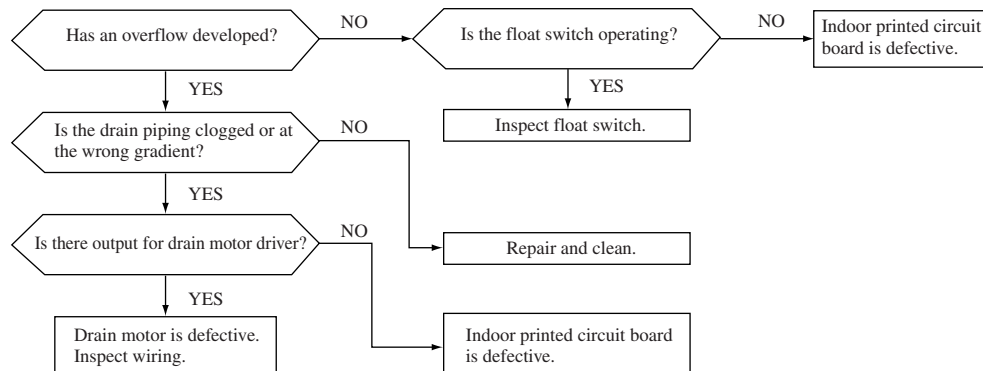 Has an overflow developed?
NO
Is the float switch operating?
NO
Indoor printed circuit
board is defective.
YES
YES
Inspect float switch.
Is the drain piping clogged or at
the wrong gradient?
NO
YES
Is there output for drain motor driver?
NO
Repair and clean.
YES
Drain motor is defective.
Inspect wiring.
Indoor printed circuit board
is defective.